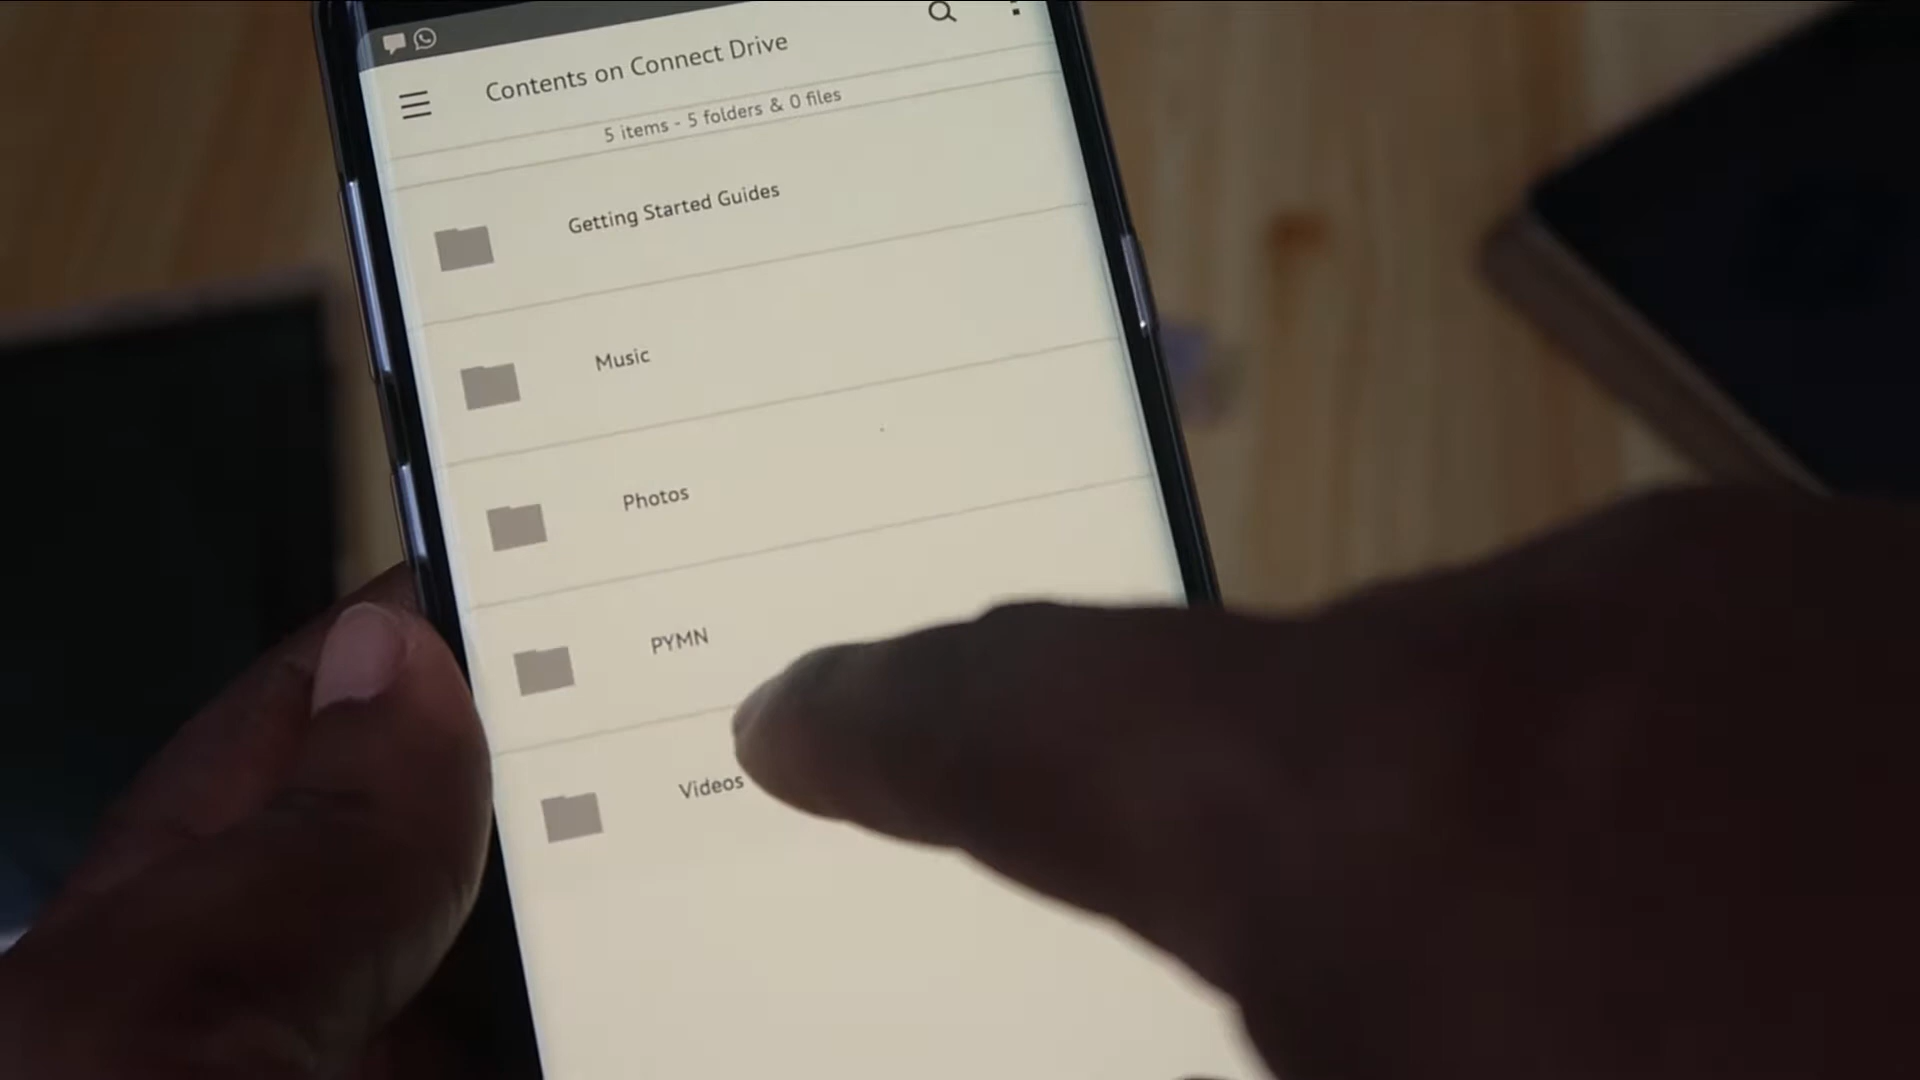 Contents on Connect Drive
5 items - 5 folders & 0 files
Getting Started Guides
Music
Photos
PYMN
Videos